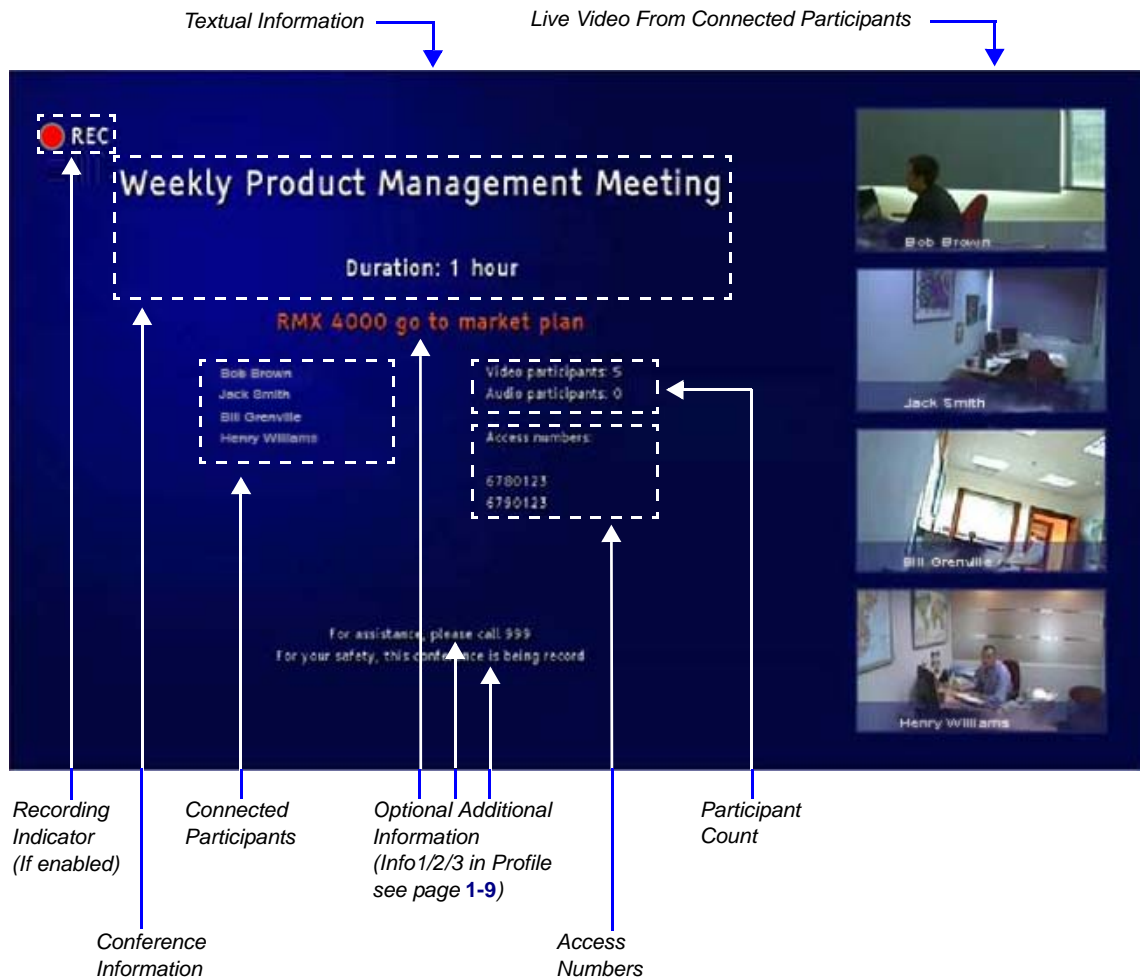 Textual Information
Live Video From Connected Participants
REC
Weekly Product Management Meeting
Duration: 1 hour
RMX 4000 go to market plan
Bob Brown
Jack Smith
Bill Grenville
Henry Williams
Video participants: 5
Audio participants: 0
Access numbers:
6780123
6790123
For assistance, please call 999
For your safety, this conference is being record
Bob Brown
Jack Smith
Bill Grenville
Henry Williams
Recording
Indicator
(If enabled)
Connected
Participants
Optional Additional
Information
(Info1/2/3 in Profile
see page 1-9)
Participant
Count
Conference
Information
Access
Numbers